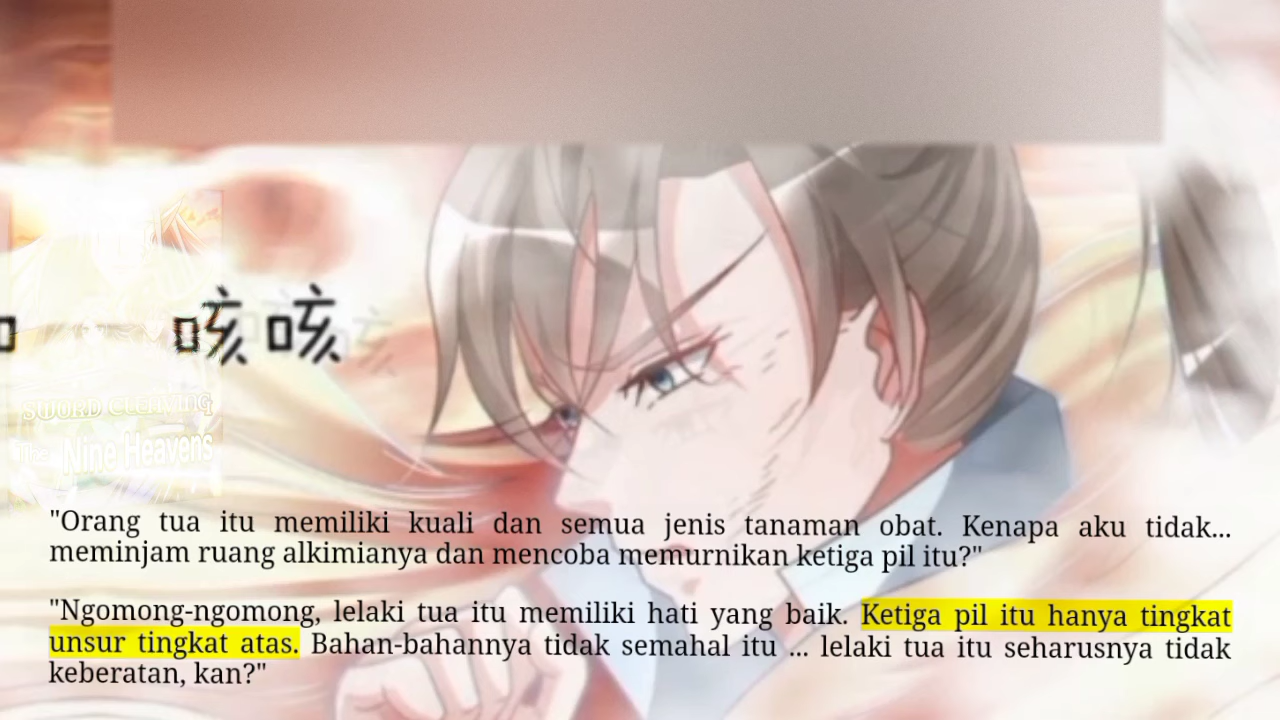 咳咳
SWORD CLEAVING
The Nine Heavens
"Orang tua itu memiliki kuali dan semua jenis tanaman obat. Kenapa aku tidak...
meminjam ruang alkimianya dan mencoba memurnikan ketiga pil itu?"
"Ngomong-ngomong, lelaki tua itu memiliki hati yang baik. Ketiga pil itu hanya tingkat
unsur tingkat atas. Bahan-bahannya tidak semahal itu ... lelaki tua itu seharusnya tidak
keberatan, kan?"